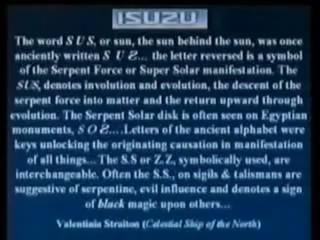 ISUZU
The word S U S, or sun, the sun behind the sun, was once
anciently written S U Z... the letter reversed is a symbol
of the Serpent Force or Super Solar manifestation. The
SUS, denotes involution and evolution, the descent of the
serpent force into matter and the return upward through
evolution. The Serpent Solar disk is often seen on Egyptian
monuments, S O Z....Letters of the ancient alphabet were
keys unlocking the originating causation in manifestation
of all things... The S.S or Z.Z, symbolically used, are
interchangeable. Often the S.S., on sigils & talismans are
suggestive of serpentine, evil influence and denotes a sign
of black magic upon others...
Valentinia Straiton (Celestial Ship of the North)